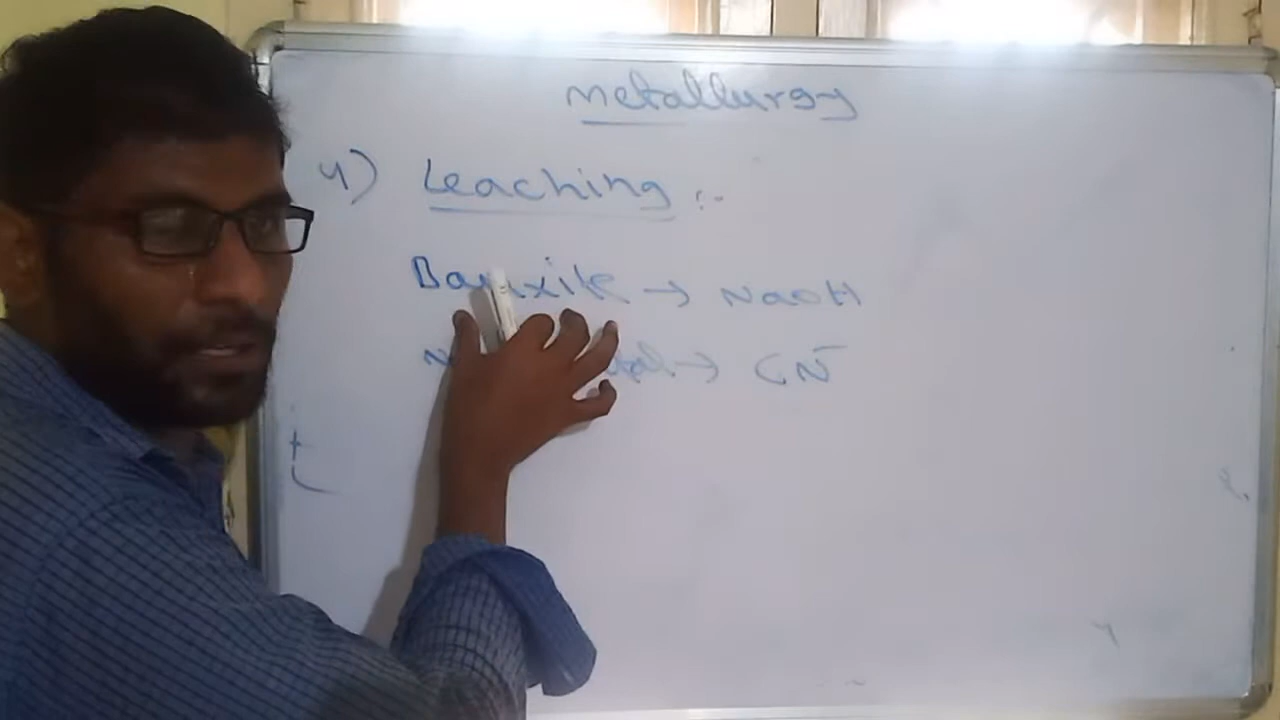 Metallurgy
4) Leaching :-
Bauxite → NaOH
→ CN⁻